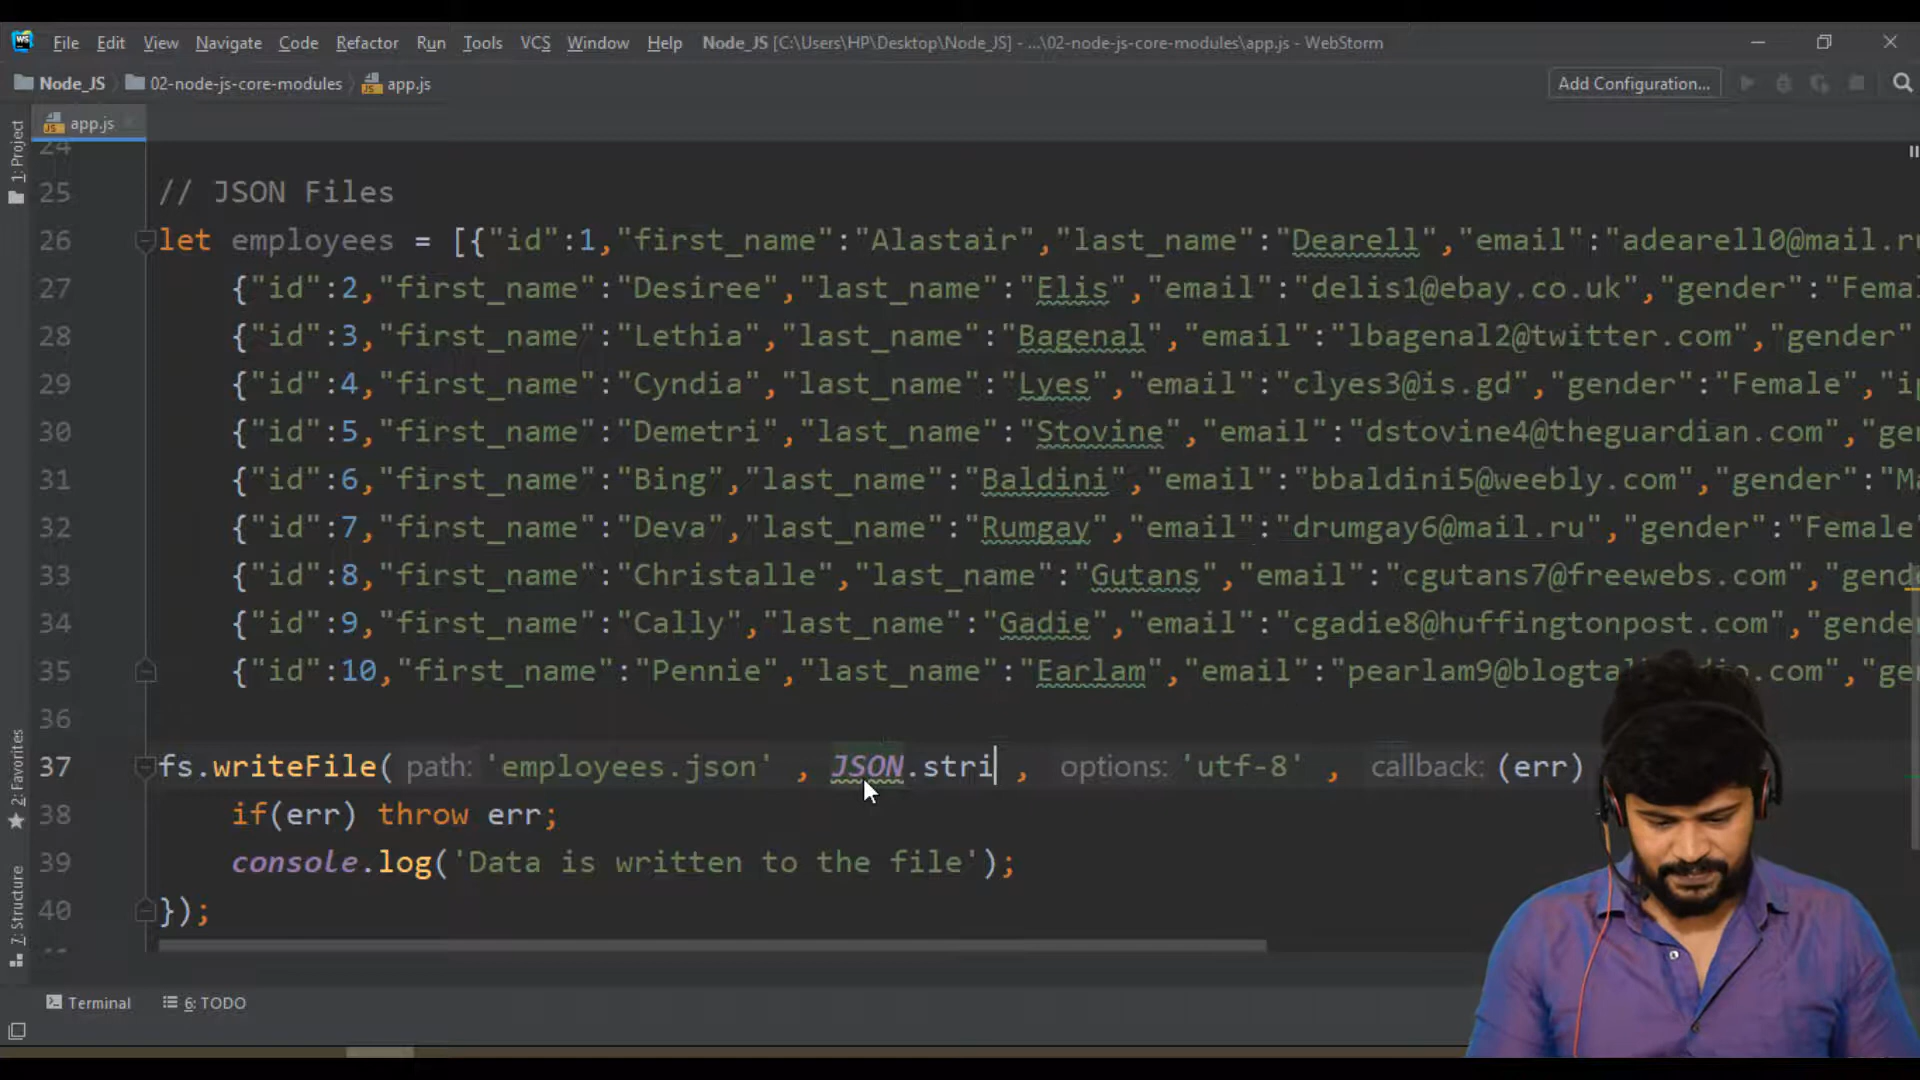 File Edit View Navigate Code Refactor Run Tools VCS Window Help Node_JS [C:\Users\HP\Desktop\Node_JS] - ...\02-node-js-core-modules\app.js - WebStorm
Node_JS 02-node-js-core-modules app.js Add Configuration...
app.js
1: Project
24
25 // JSON Files
26 let employees = [{"id":1,"first_name":"Alastair","last_name":"Dearell","email":"adearell0@mail.ru
27 {"id":2,"first_name":"Desiree","last_name":"Elis","email":"delis1@ebay.co.uk","gender":"Femal
28 {"id":3,"first_name":"Lethia","last_name":"Bagenal","email":"lbagenal2@twitter.com","gender"
29 {"id":4,"first_name":"Cyndia","last_name":"Lyes","email":"clyes3@is.gd","gender":"Female","ip
30 {"id":5,"first_name":"Demetri","last_name":"Stovine","email":"dstovine4@theguardian.com","gen
31 {"id":6,"first_name":"Bing","last_name":"Baldini","email":"bbaldini5@weebly.com","gender":"Ma
32 {"id":7,"first_name":"Deva","last_name":"Rumgay","email":"drumgay6@mail.ru","gender":"Female"
33 {"id":8,"first_name":"Christalle","last_name":"Gutans","email":"cgutans7@freewebs.com","gende
34 {"id":9,"first_name":"Cally","last_name":"Gadie","email":"cgadie8@huffingtonpost.com","gender
35 {"id":10,"first_name":"Pennie","last_name":"Earlam","email":"pearlam9@blogta
36
37 fs.writeFile( path: 'employees.json' , JSON.stri , options: 'utf-8' , callback: (err)
38 if(err) throw err;
39 console.log('Data is written to the file');
40 });
2: Favorites
7: Structure
Terminal 6: TODO